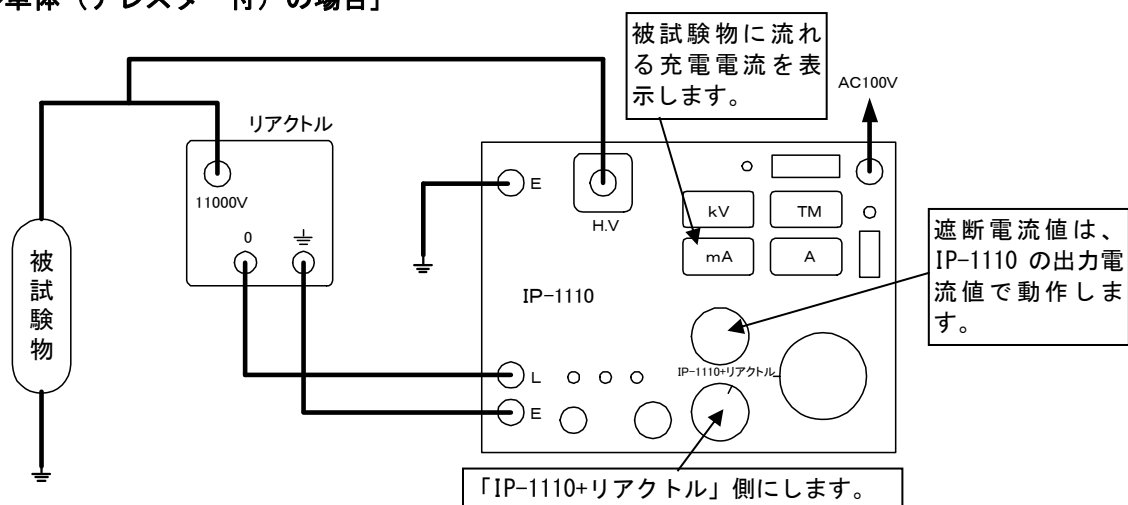 単体（アレスター付）の場合」
被試験物に流れ
る充電電流を表
示します。
AC100V
リアクトル
11000V
0
被試験物
E
H.V
kV
TM
mA
A
IP-1110
遮断電流値は、
IP-1110 の出力電
流値で動作しま
す。
L
IP-1110+リアクトル
E
「IP-1110+リアクトル」側にします。